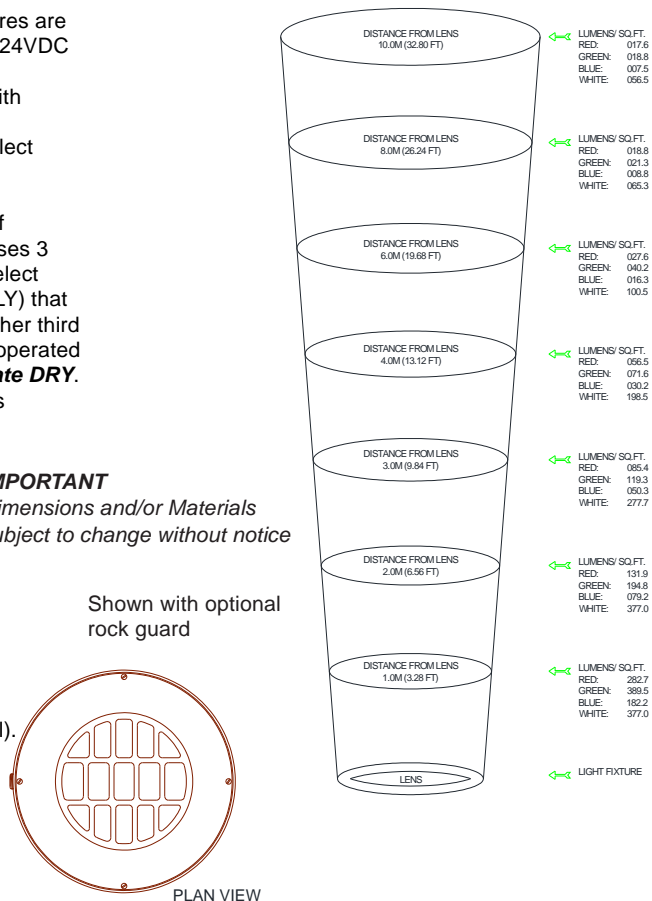 res are
24VDC
ith
lect
f
ses 3
elect
LY) that
her third
operated
ate DRY.
s
MPORTANT
imensions and/or Materials
ubject to change without notice
Shown with optional
rock guard
l).
PLAN VIEW
DISTANCE FROM LENS
10.0M (32.80 FT)
LUMENS/ SQ.FT.
RED: 017.6
GREEN: 018.8
BLUE: 007.5
WHITE: 056.5
DISTANCE FROM LENS
8.0M (26.24 FT)
LUMENS/ SQ.FT.
RED: 018.8
GREEN: 021.3
BLUE: 008.8
WHITE: 065.3
DISTANCE FROM LENS
6.0M (19.68 FT)
LUMENS/ SQ.FT.
RED: 027.6
GREEN: 040.2
BLUE: 016.3
WHITE: 100.5
DISTANCE FROM LENS
4.0M (13.12 FT)
LUMENS/ SQ.FT.
RED: 056.5
GREEN: 071.6
BLUE: 030.2
WHITE: 198.5
DISTANCE FROM LENS
3.0M (9.84 FT)
LUMENS/ SQ.FT.
RED: 085.4
GREEN: 119.3
BLUE: 050.3
WHITE: 277.7
DISTANCE FROM LENS
2.0M (6.56 FT)
LUMENS/ SQ.FT.
RED: 131.9
GREEN: 194.8
BLUE: 079.2
WHITE: 377.0
DISTANCE FROM LENS
1.0M (3.28 FT)
LUMENS/ SQ.FT.
RED: 282.7
GREEN: 389.5
BLUE: 182.2
WHITE: 377.0
LENS
LIGHT FIXTURE